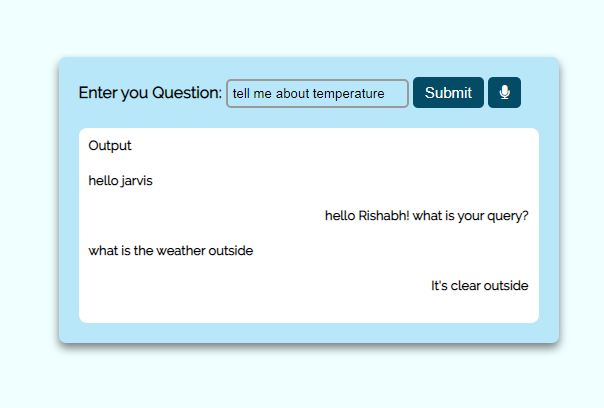 Enter you Question: tell me about temperature Submit
Output
hello jarvis
hello Rishabh! what is your query?
what is the weather outside
It's clear outside